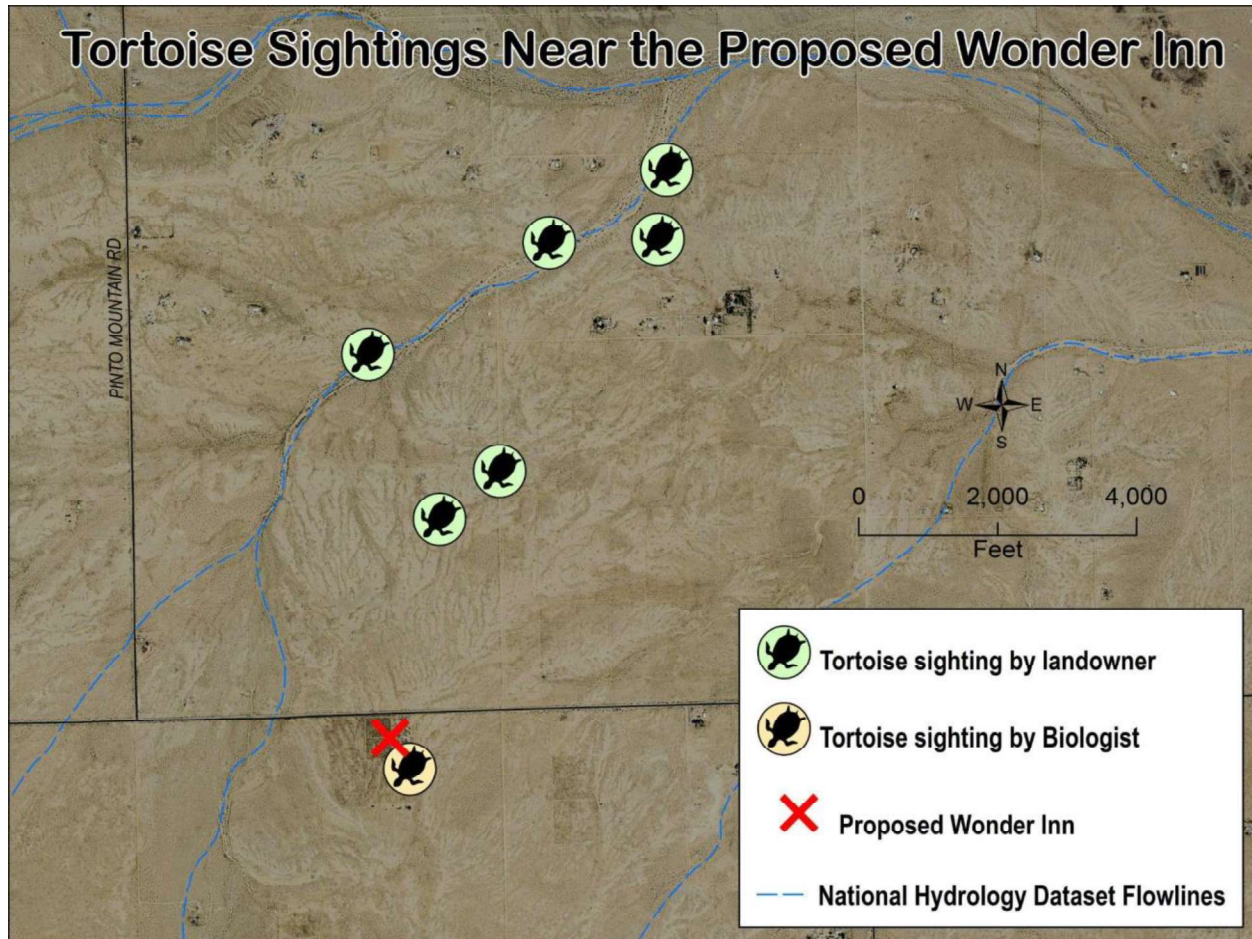 Tortoise Sightings Near the Proposed Wonder Inn
PINTO MOUNTAIN RD
N
W E
S
0 2,000 4,000
Feet
Tortoise sighting by landowner
Tortoise sighting by Biologist
Proposed Wonder Inn
National Hydrology Dataset Flowlines